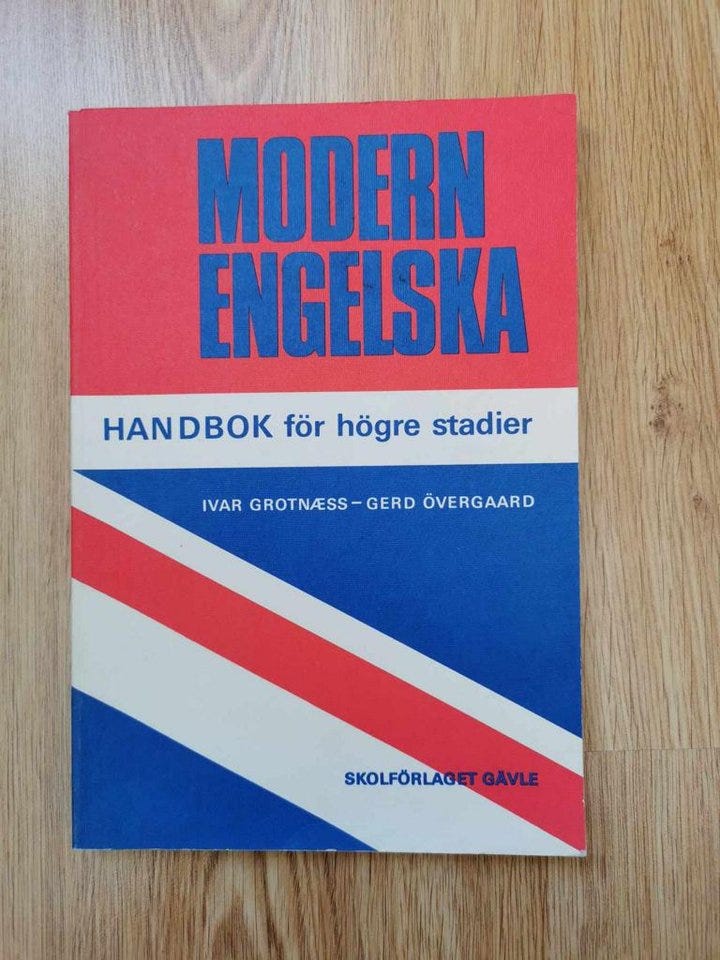 MODERN
ENGELSKA
HANDBOK för högre stadier
IVAR GROTNÆSS – GERD ÖVERGAARD
SKOLFÖRLAGET GÄVLE